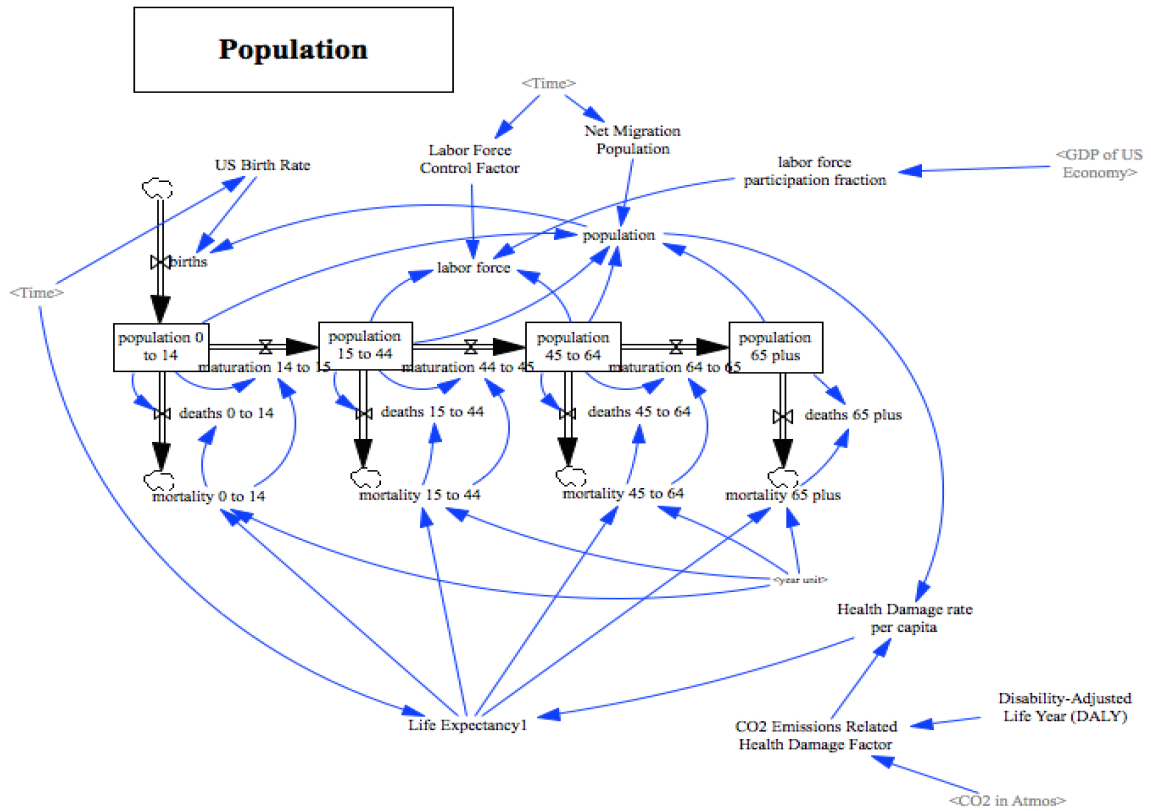 Population
<Time>
Net Migration
Population
Labor Force
Control Factor
US Birth Rate
labor force
participation fraction
<GDP of US
Economy>
population
births
labor force
<Time>
population 0
to 14
population
15 to 44
population
45 to 64
population
65 plus
maturation 14 to 15
maturation 44 to 45
maturation 64 to 65
deaths 0 to 14
deaths 15 to 44
deaths 45 to 64
deaths 65 plus
mortality 0 to 14
mortality 15 to 44
mortality 45 to 64
mortality 65 plus
<year unit>
Health Damage rate
per capita
Life Expectancy1
CO2 Emissions Related
Health Damage Factor
Disability-Adjusted
Life Year (DALY)
<CO2 in Atmos>